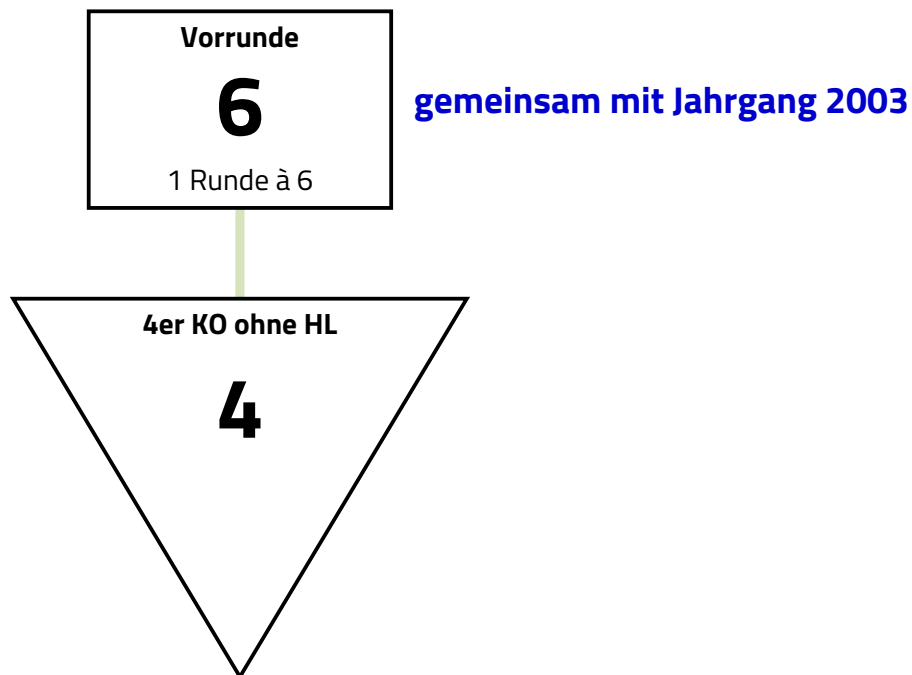 Vorrunde
6
gemeinsam mit Jahrgang 2003
1 Runde à 6
4er KO ohne HL
4